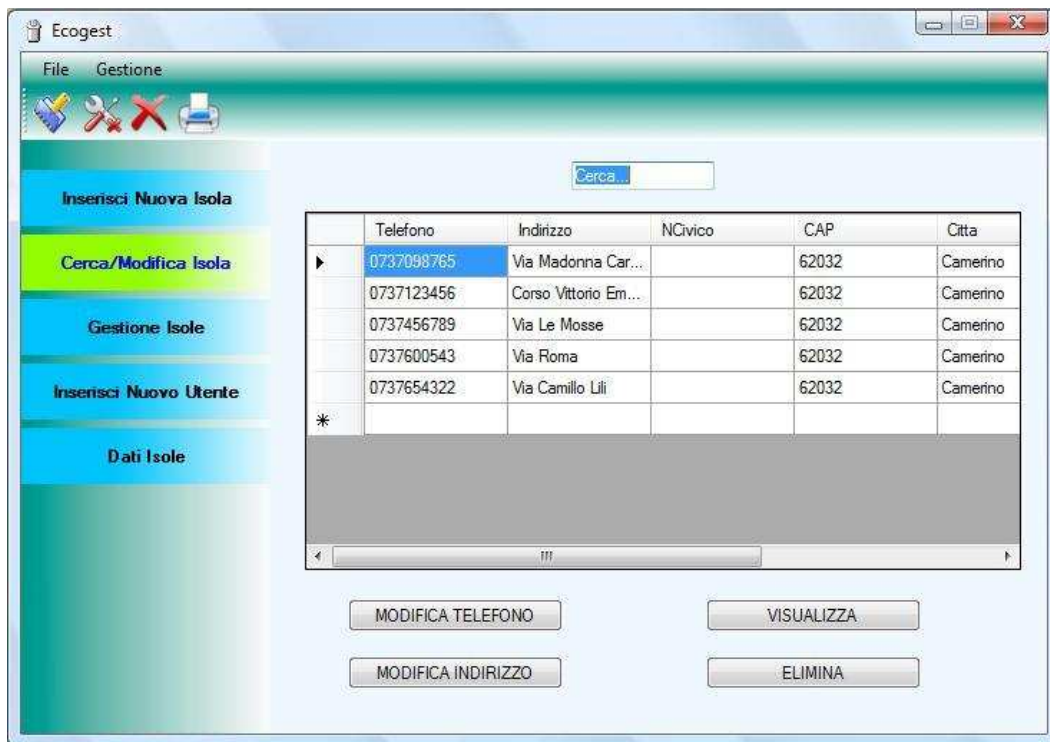 Ecogest
File Gestione
Cerca...
Inserisci Nuova Isola
Cerca/Modifica Isola
Gestione Isole
Inserisci Nuovo Utente
Dati Isole
Telefono Indirizzo NCivico CAP Citta
0737098765 Via Madonna Car... 62032 Camerino
0737123456 Corso Vittorio Em... 62032 Camerino
0737456789 Via Le Mosse 62032 Camerino
0737600543 Via Roma 62032 Camerino
0737654322 Via Camillo Lili 62032 Camerino
MODIFICA TELEFONO VISUALIZZA
MODIFICA INDIRIZZO ELIMINA